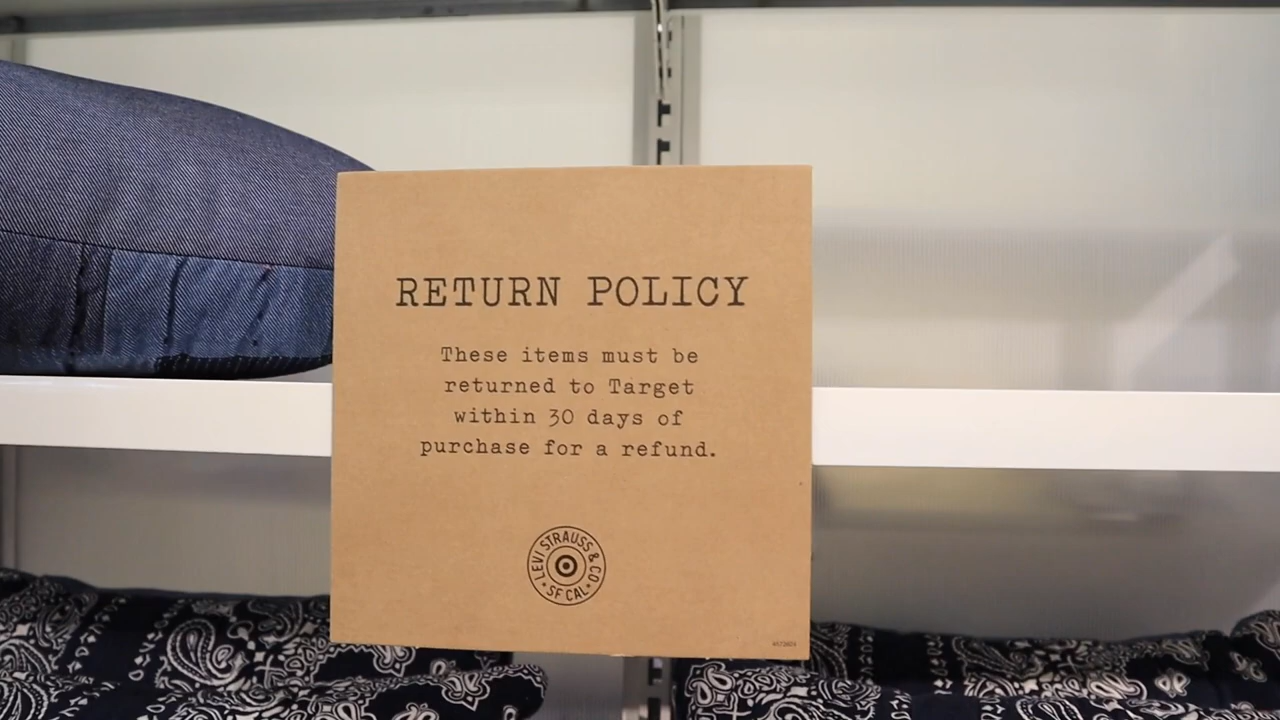 RETURN POLICY
These items must be
returned to Target
within 30 days of
purchase for a refund.
LEVI STRAUSS & CO
SF CAL